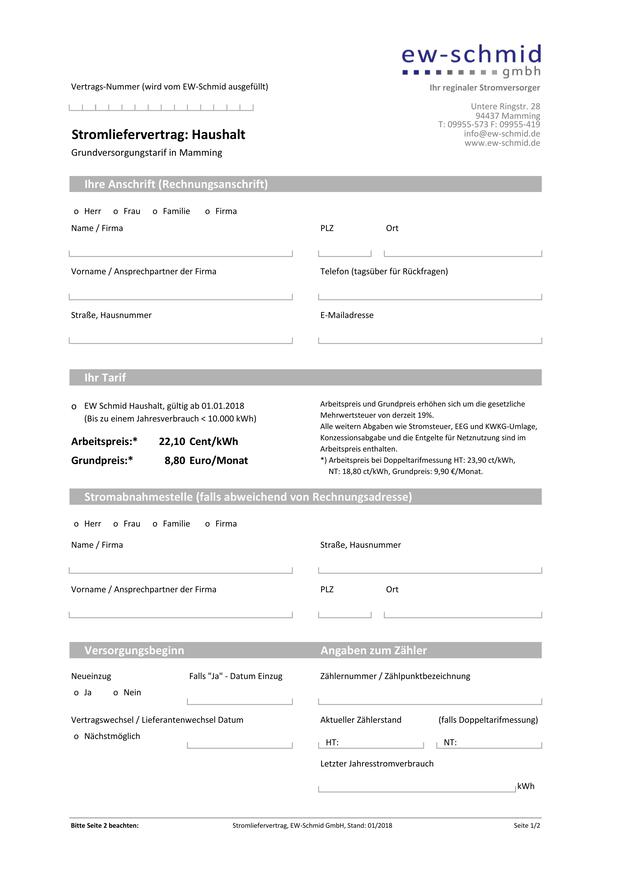 ew-schmid
gmbh
Vertrags-Nummer (wird vom EW-Schmid ausgefüllt)
Ihr reginaler Stromversorger
Untere Ringstr. 28
94437 Mamming
T: 09955-573 F: 09955-419
info@ew-schmid.de
www.ew-schmid.de
Stromliefervertrag: Haushalt
Grundversorgungstarif in Mamming
Ihre Anschrift (Rechnungsanschrift)
o Herr o Frau o Familie o Firma
Name / Firma PLZ Ort
Vorname / Ansprechpartner der Firma Telefon (tagsüber für Rückfragen)
Straße, Hausnummer E-Mailadresse
Ihr Tarif
o EW Schmid Haushalt, gültig ab 01.01.2018
(Bis zu einem Jahresverbrauch < 10.000 kWh)
Arbeitspreis:* 22,10 Cent/kWh
Grundpreis:* 8,80 Euro/Monat
Arbeitspreis und Grundpreis erhöhen sich um die gesetzliche
Mehrwertsteuer von derzeit 19%.
Alle weitern Abgaben wie Stromsteuer, EEG und KWKG-Umlage,
Konzessionsabgabe und die Entgelte für Netznutzung sind im
Arbeitspreis enthalten.
*) Arbeitspreis bei Doppeltarifmessung HT: 23,90 ct/kWh,
NT: 18,80 ct/kWh, Grundpreis: 9,90 €/Monat.
Stromabnahmestelle (falls abweichend von Rechnungsadresse)
o Herr o Frau o Familie o Firma
Name / Firma Straße, Hausnummer
Vorname / Ansprechpartner der Firma PLZ Ort
Versorgungsbeginn Angaben zum Zähler
Neueinzug Falls "Ja" - Datum Einzug Zählernummer / Zählpunktbezeichnung
o Ja o Nein
Vertragswechsel / Lieferantenwechsel Datum Aktueller Zählerstand (falls Doppeltarifmessung)
o Nächstmöglich HT: NT:
Letzter Jahresstromverbrauch
kWh
Bitte Seite 2 beachten: Stromliefervertrag, EW-Schmid GmbH, Stand: 01/2018 Seite 1/2